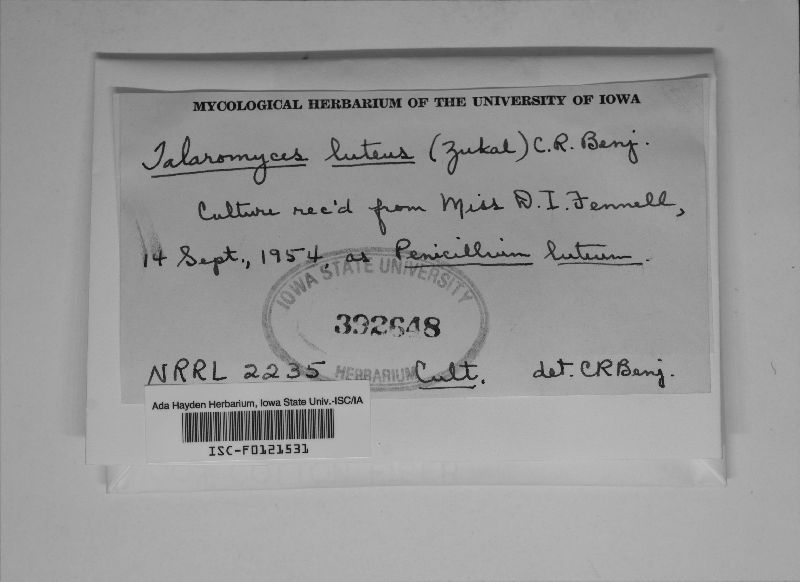 MYCOLOGICAL HERBARIUM OF THE UNIVERSITY OF IOWA
Talaromyces luteus (Zukal) C.R. Benj.
Culture rec'd from Miss D. I. Fennell,
14 Sept., 1954, as Penicillium luteum.
IOWA STATE UNIVERSITY
392648
HERBARIUM
NRRL 2235 Cult. det. CR Benj.
Ada Hayden Herbarium, Iowa State Univ.-ISC/IA
ISC-F0121531